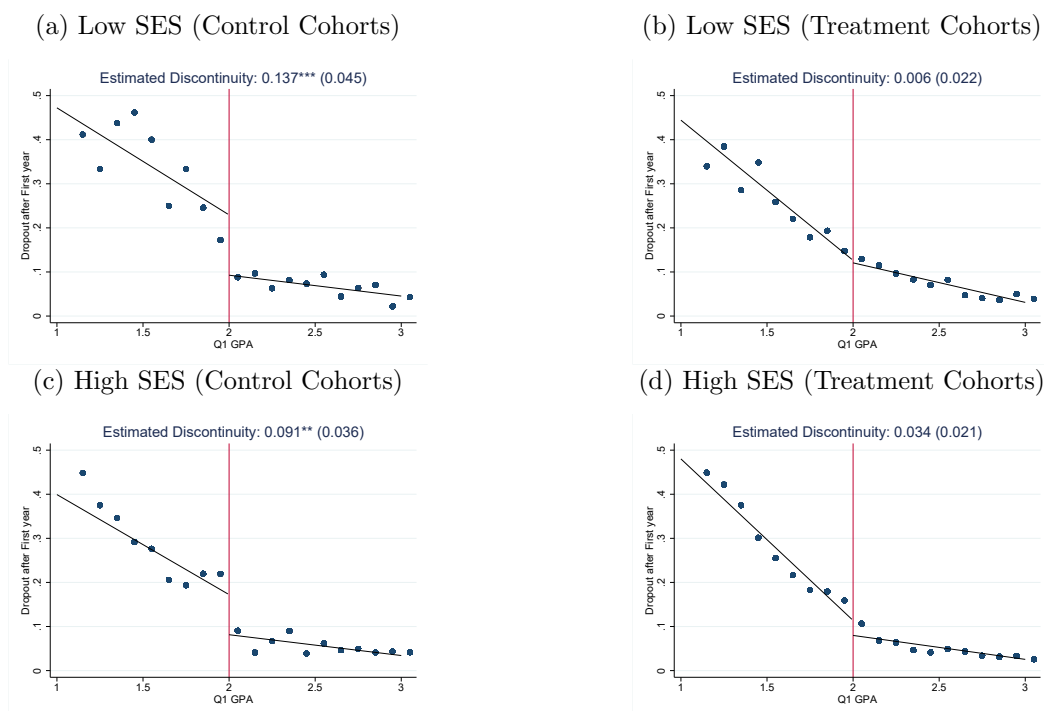 (a) Low SES (Control Cohorts)
Estimated Discontinuity: 0.137*** (0.045)
Dropout after First year
.5
.4
.3
.2
.1
0
1
1.5
2
2.5
3
Q1 GPA
(b) Low SES (Treatment Cohorts)
Estimated Discontinuity: 0.006 (0.022)
Dropout after First year
.5
.4
.3
.2
.1
0
1
1.5
2
2.5
3
Q1 GPA
(c) High SES (Control Cohorts)
Estimated Discontinuity: 0.091** (0.036)
Dropout after First year
.5
.4
.3
.2
.1
0
1
1.5
2
2.5
3
Q1 GPA
(d) High SES (Treatment Cohorts)
Estimated Discontinuity: 0.034 (0.021)
Dropout after First year
.5
.4
.3
.2
.1
0
1
1.5
2
2.5
3
Q1 GPA